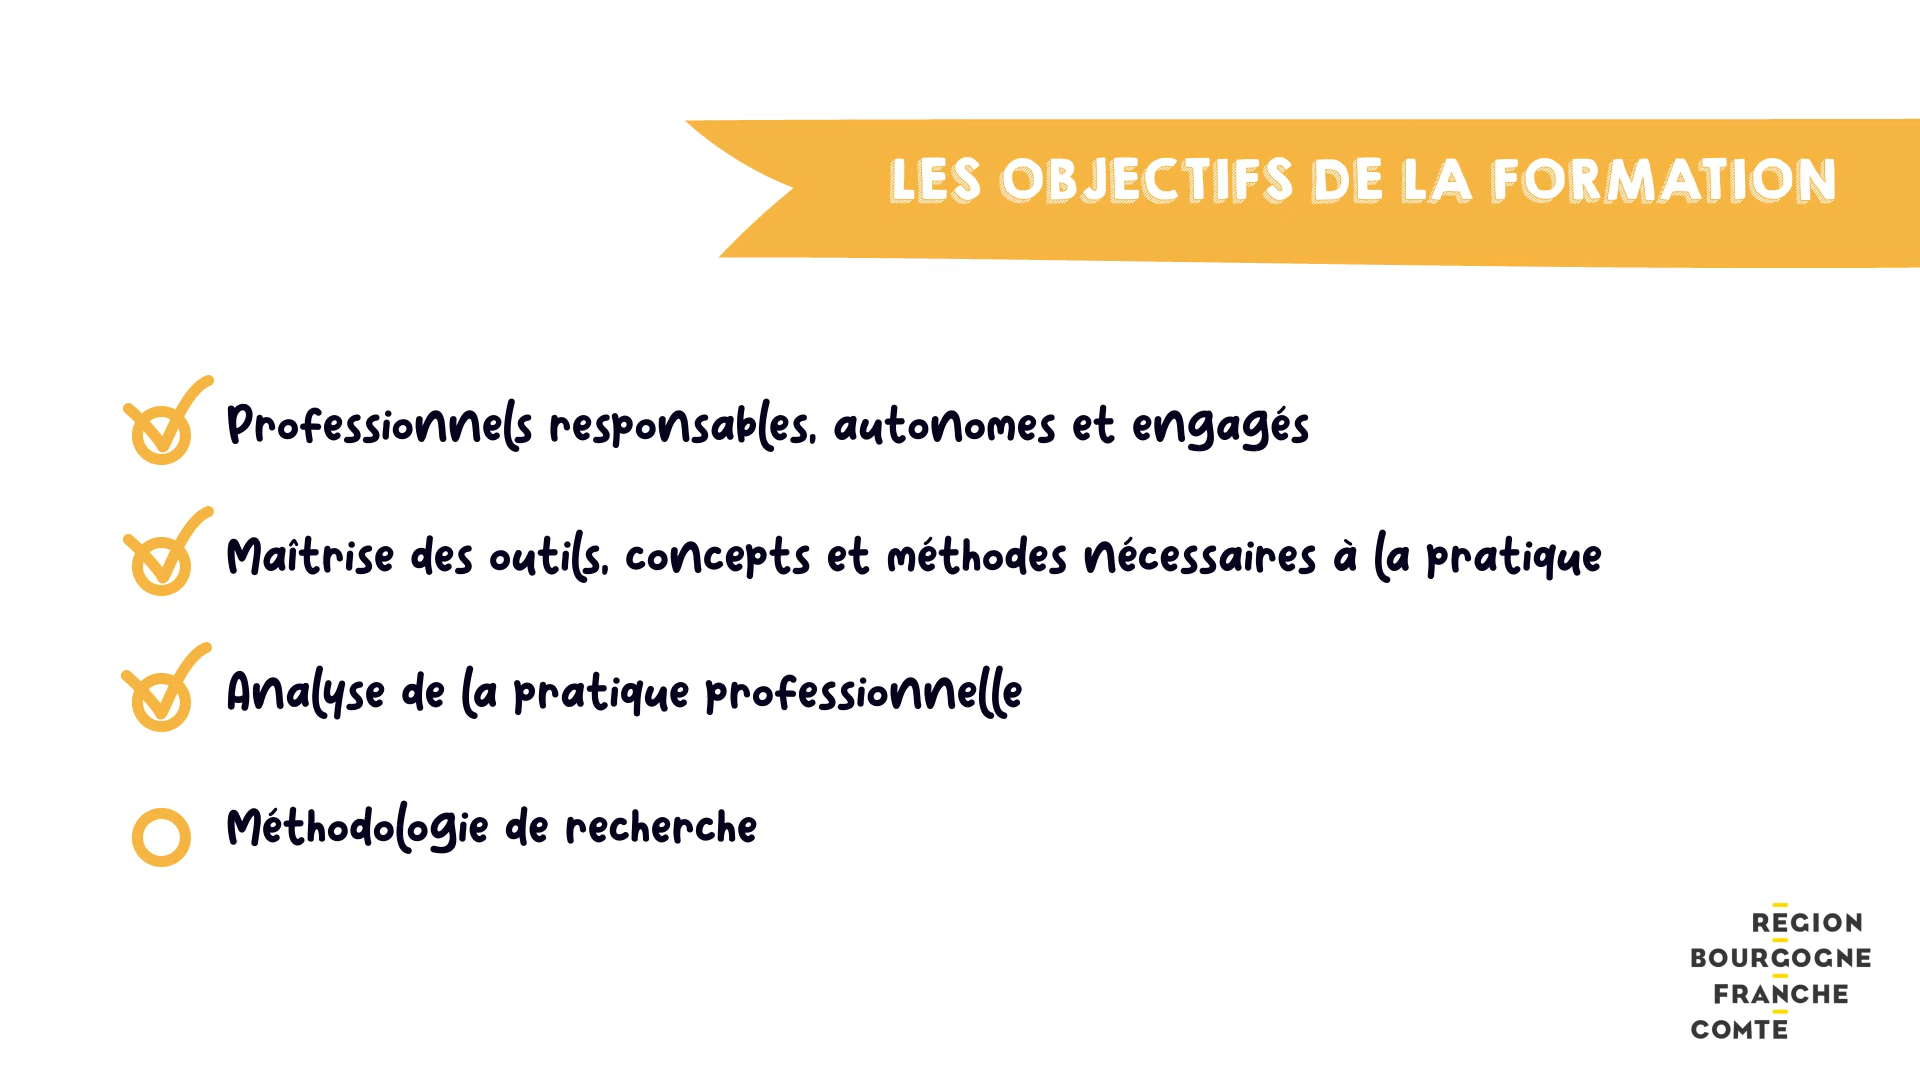 LES OBJECTIFS DE LA FORMATION
Professionnels responsables, autonomes et engagés
Maîtrise des outils, concepts et méthodes nécessaires à la pratique
Analyse de la pratique professionnelle
Méthodologie de recherche
REGION
BOURGOGNE
FRANCHE
COMTE